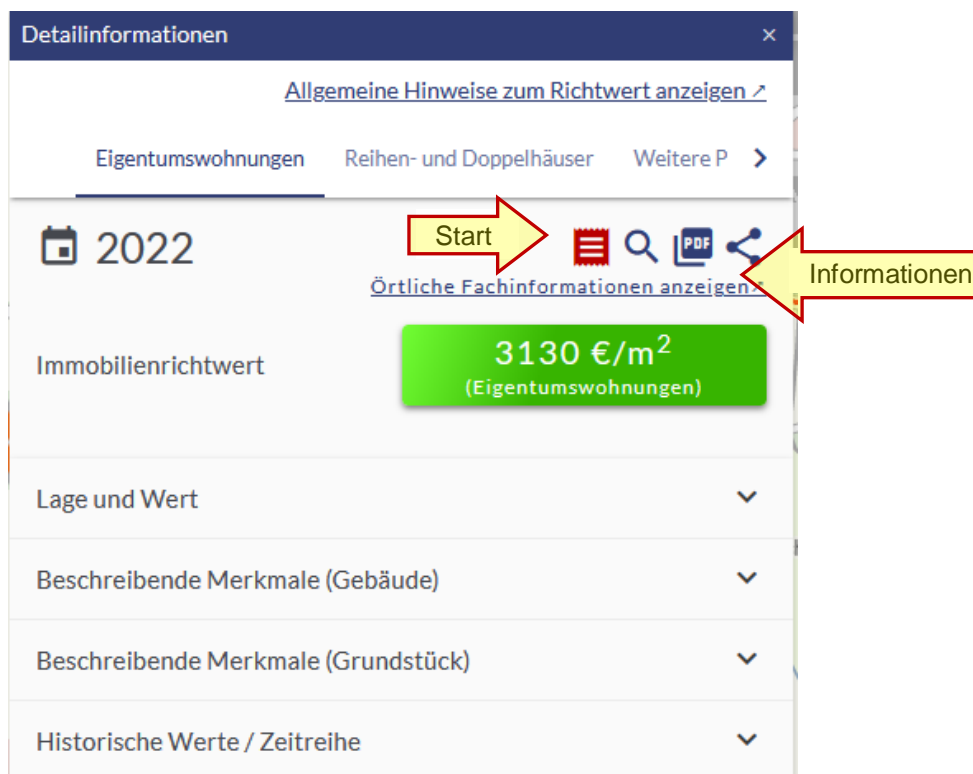 Detailinformationen ×
Allgemeine Hinweise zum Richtwert anzeigen ↗
Eigentumswohnungen Reihen- und Doppelhäuser Weitere P
2022 Start PDF
Informationen
Örtliche Fachinformationen anzeigen
Immobilienrichtwert 3130 €/m²
(Eigentumswohnungen)
Lage und Wert
Beschreibende Merkmale (Gebäude)
Beschreibende Merkmale (Grundstück)
Historische Werte / Zeitreihe